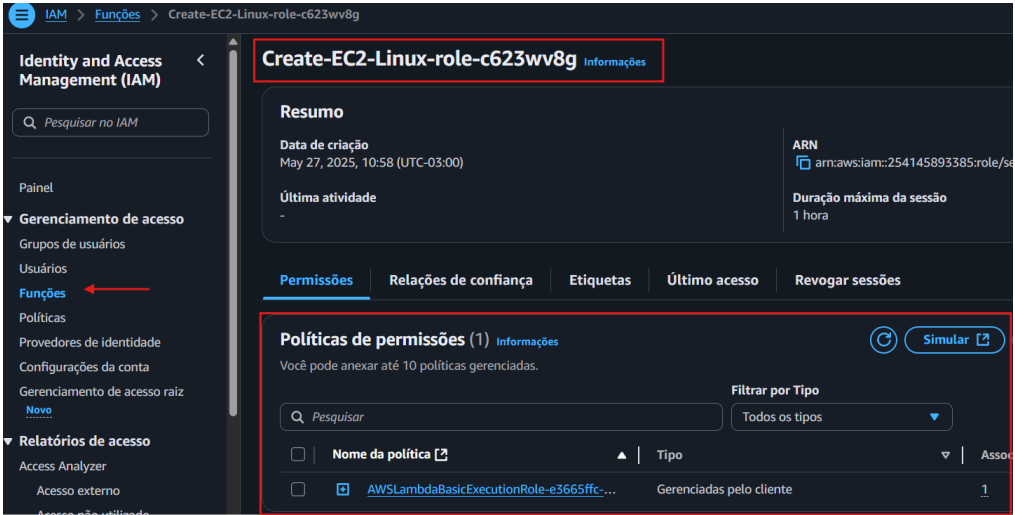 IAM > Funções > Create-EC2-Linux-role-c623wv8g
Identity and Access
Management (IAM)
Pesquisar no IAM
Painel
Gerenciamento de acesso
Grupos de usuários
Usuários
Funções
Políticas
Provedores de identidade
Configurações da conta
Gerenciamento de acesso raiz
Novo
Relatórios de acesso
Access Analyzer
Acesso externo
Acesso não utilizado
Create-EC2-Linux-role-c623wv8g Informações
Resumo
Data de criação
May 27, 2025, 10:58 (UTC-03:00)
Última atividade
-
ARN
arn:aws:iam::254145893385:role/se
Duração máxima da sessão
1 hora
Permissões Relações de confiança Etiquetas Último acesso Revogar sessões
Políticas de permissões (1) Informações
Simular
Você pode anexar até 10 políticas gerenciadas.
Filtrar por Tipo
Pesquisar
Todos os tipos
Nome da política Tipo Assoc
AWSLambdaBasicExecutionRole-e3665ffc-... Gerenciadas pelo cliente 1